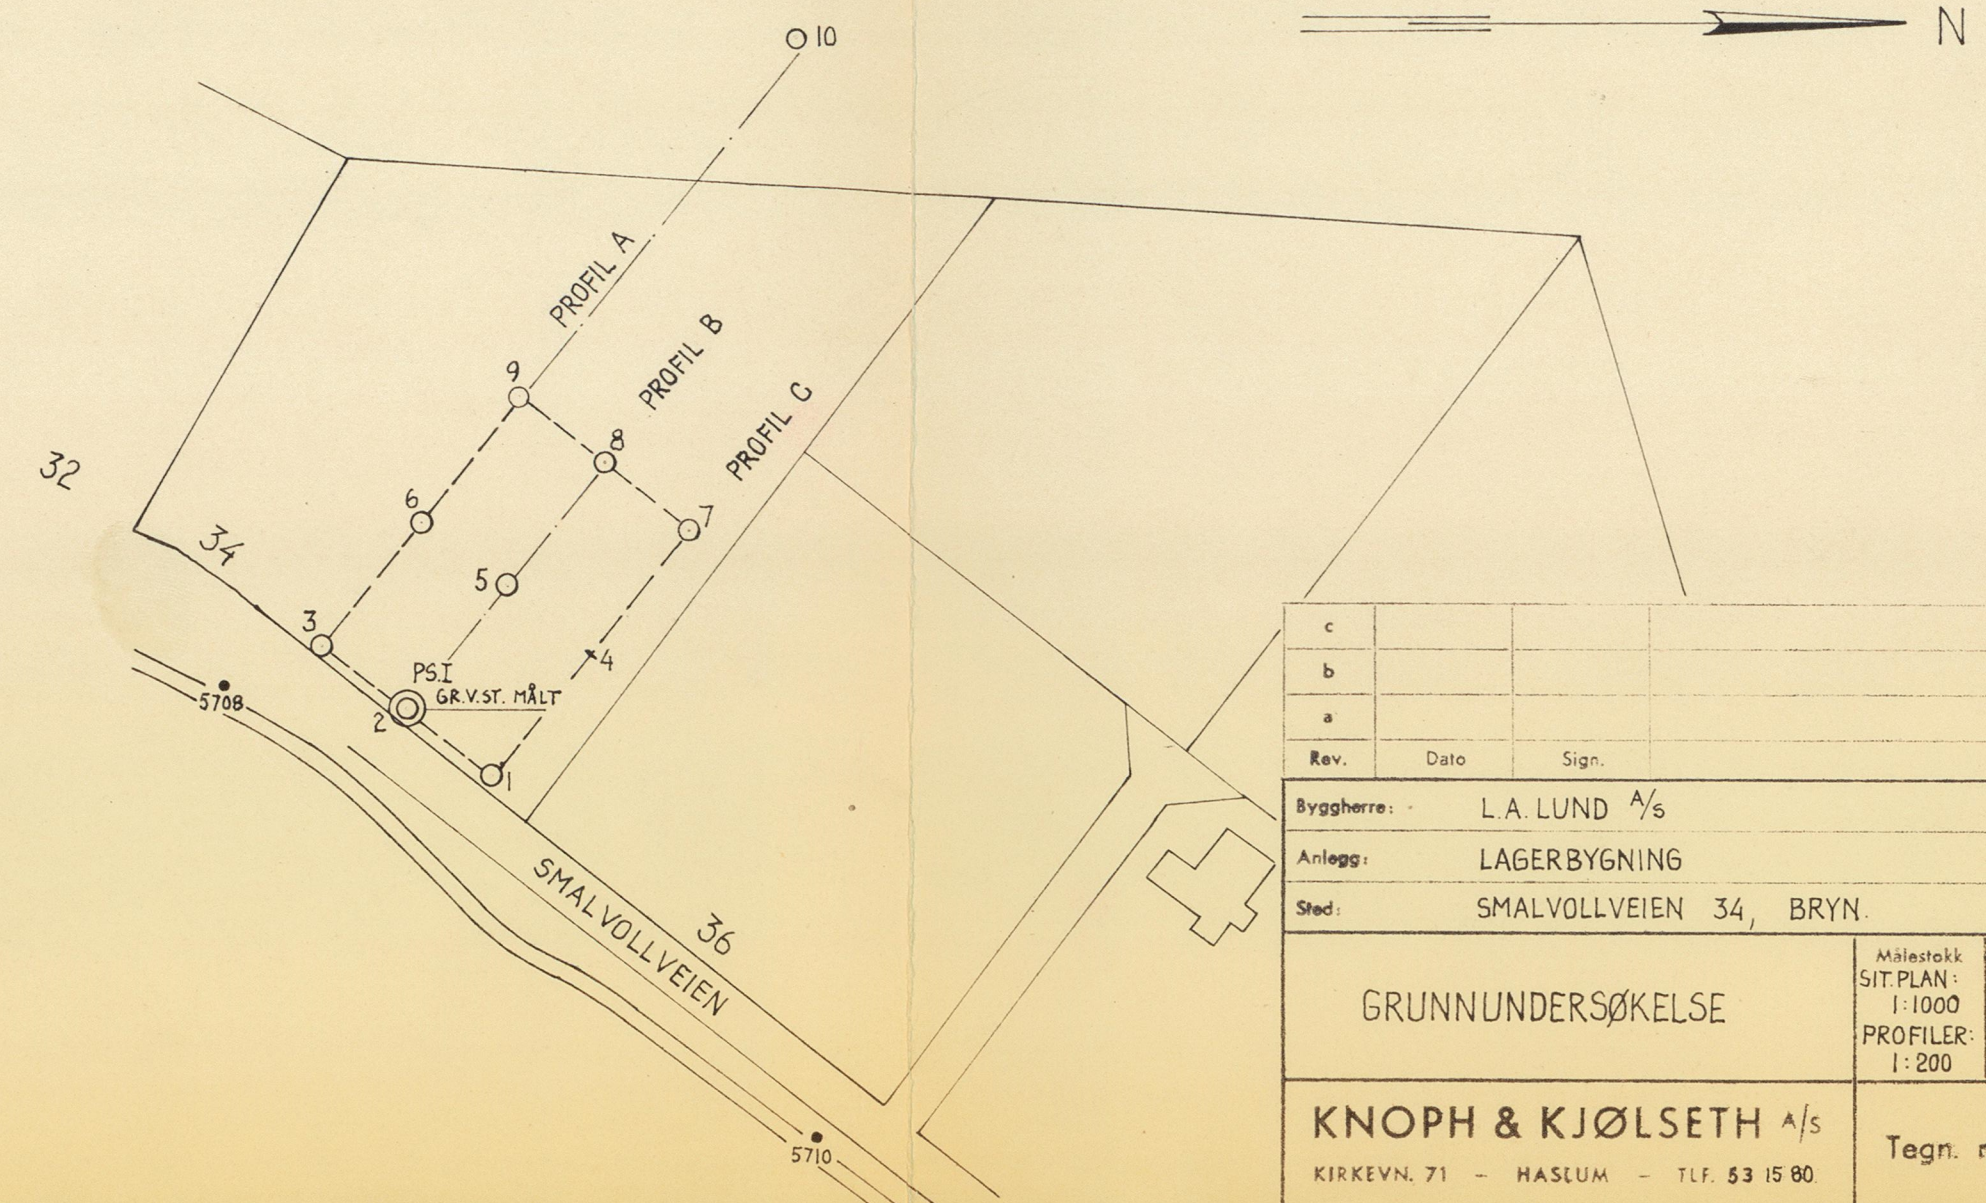 10
N
PROFIL A
PROFIL B
PROFIL C
9
8
7
6
5
4
3
2
1
32
34
PS.I
GR.V.ST. MÅLT
5708
36
SMALVOLLVEIEN
5710
c
b
a
Rev. Dato Sign.
Byggherre: L.A. LUND A/S
Anlegg: LAGERBYGNING
Sted: SMALVOLLVEIEN 34, BRYN.
GRUNNUNDERSØKELSE
Målestokk
SIT.PLAN:
1:1000
PROFILER:
1:200
KNOPH & KJØLSETH A/S
KIRKEVN. 71 - HASLUM - TLF. 53 15 80.
Tegn.